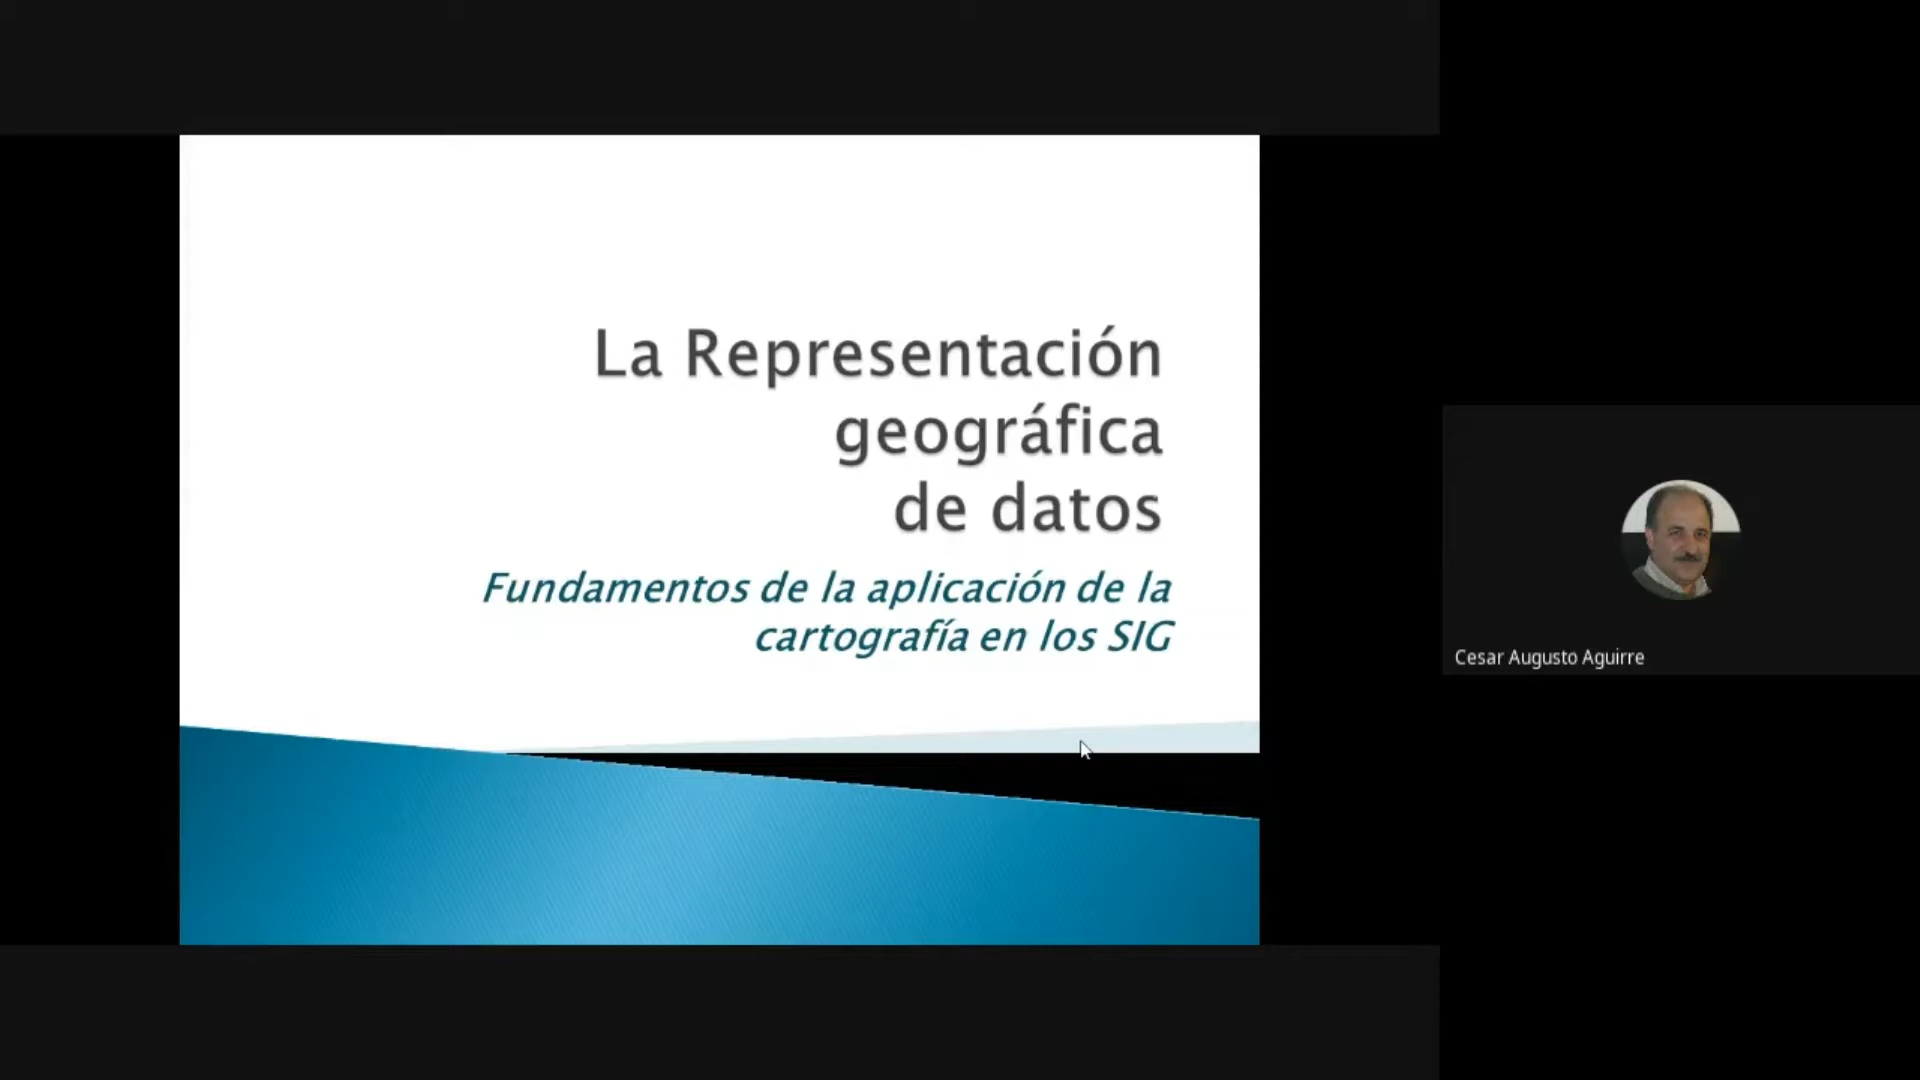 La Representación
geográfica
de datos
Fundamentos de la aplicación de la
cartografía en los SIG
Cesar Augusto Aguirre